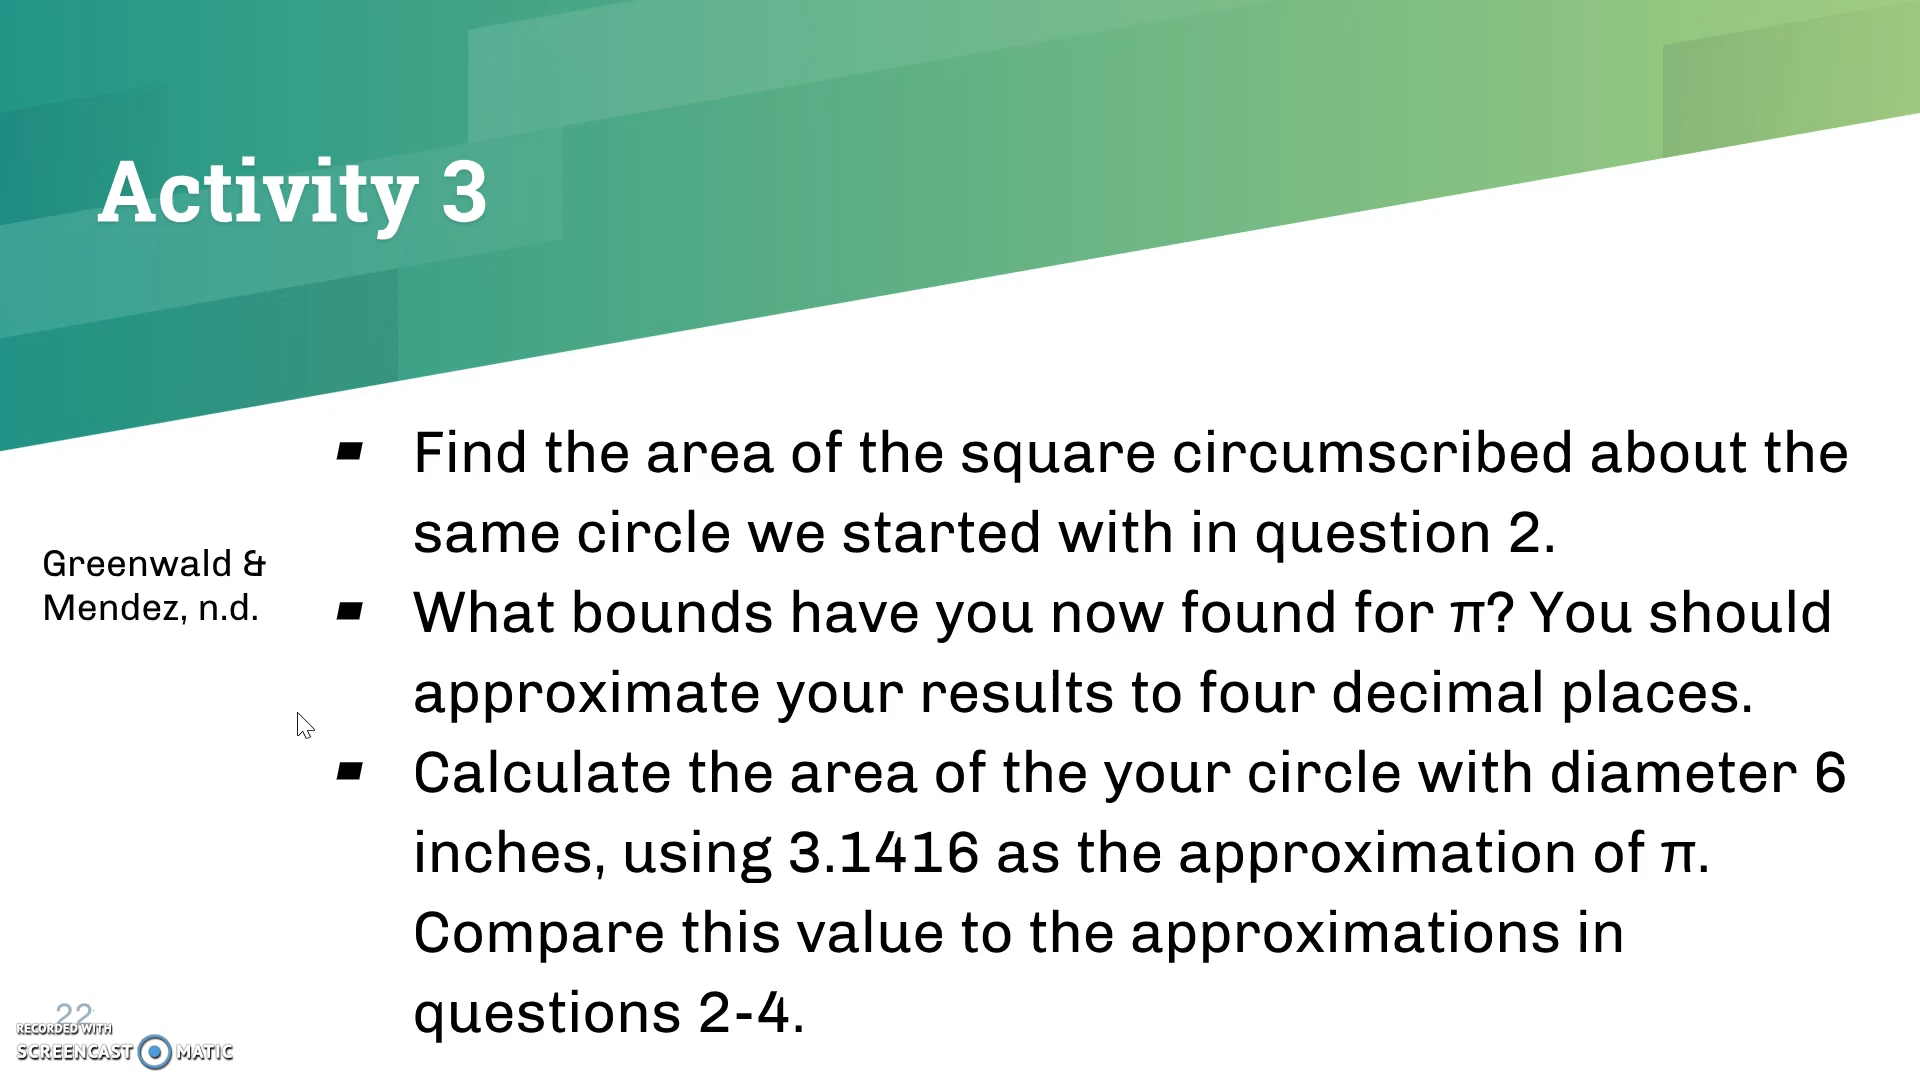 Activity 3
Greenwald &
Mendez, n.d.
Find the area of the square circumscribed about the
same circle we started with in question 2.
What bounds have you now found for π? You should
approximate your results to four decimal places.
Calculate the area of the your circle with diameter 6
inches, using 3.1416 as the approximation of π.
Compare this value to the approximations in
questions 2-4.
22
RECORDED WITH
SCREENCAST MATIC